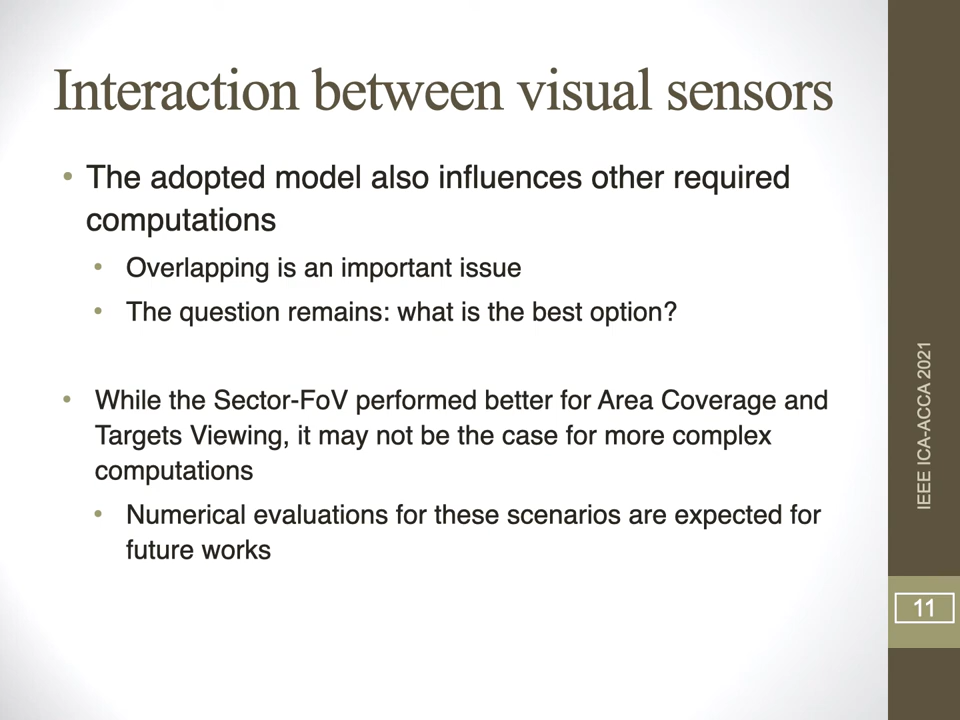 Interaction between visual sensors
• The adopted model also influences other required
computations
• Overlapping is an important issue
• The question remains: what is the best option?
• While the Sector-FoV performed better for Area Coverage and
Targets Viewing, it may not be the case for more complex
computations
• Numerical evaluations for these scenarios are expected for
future works
IEEE ICA-ACCA 2021
11